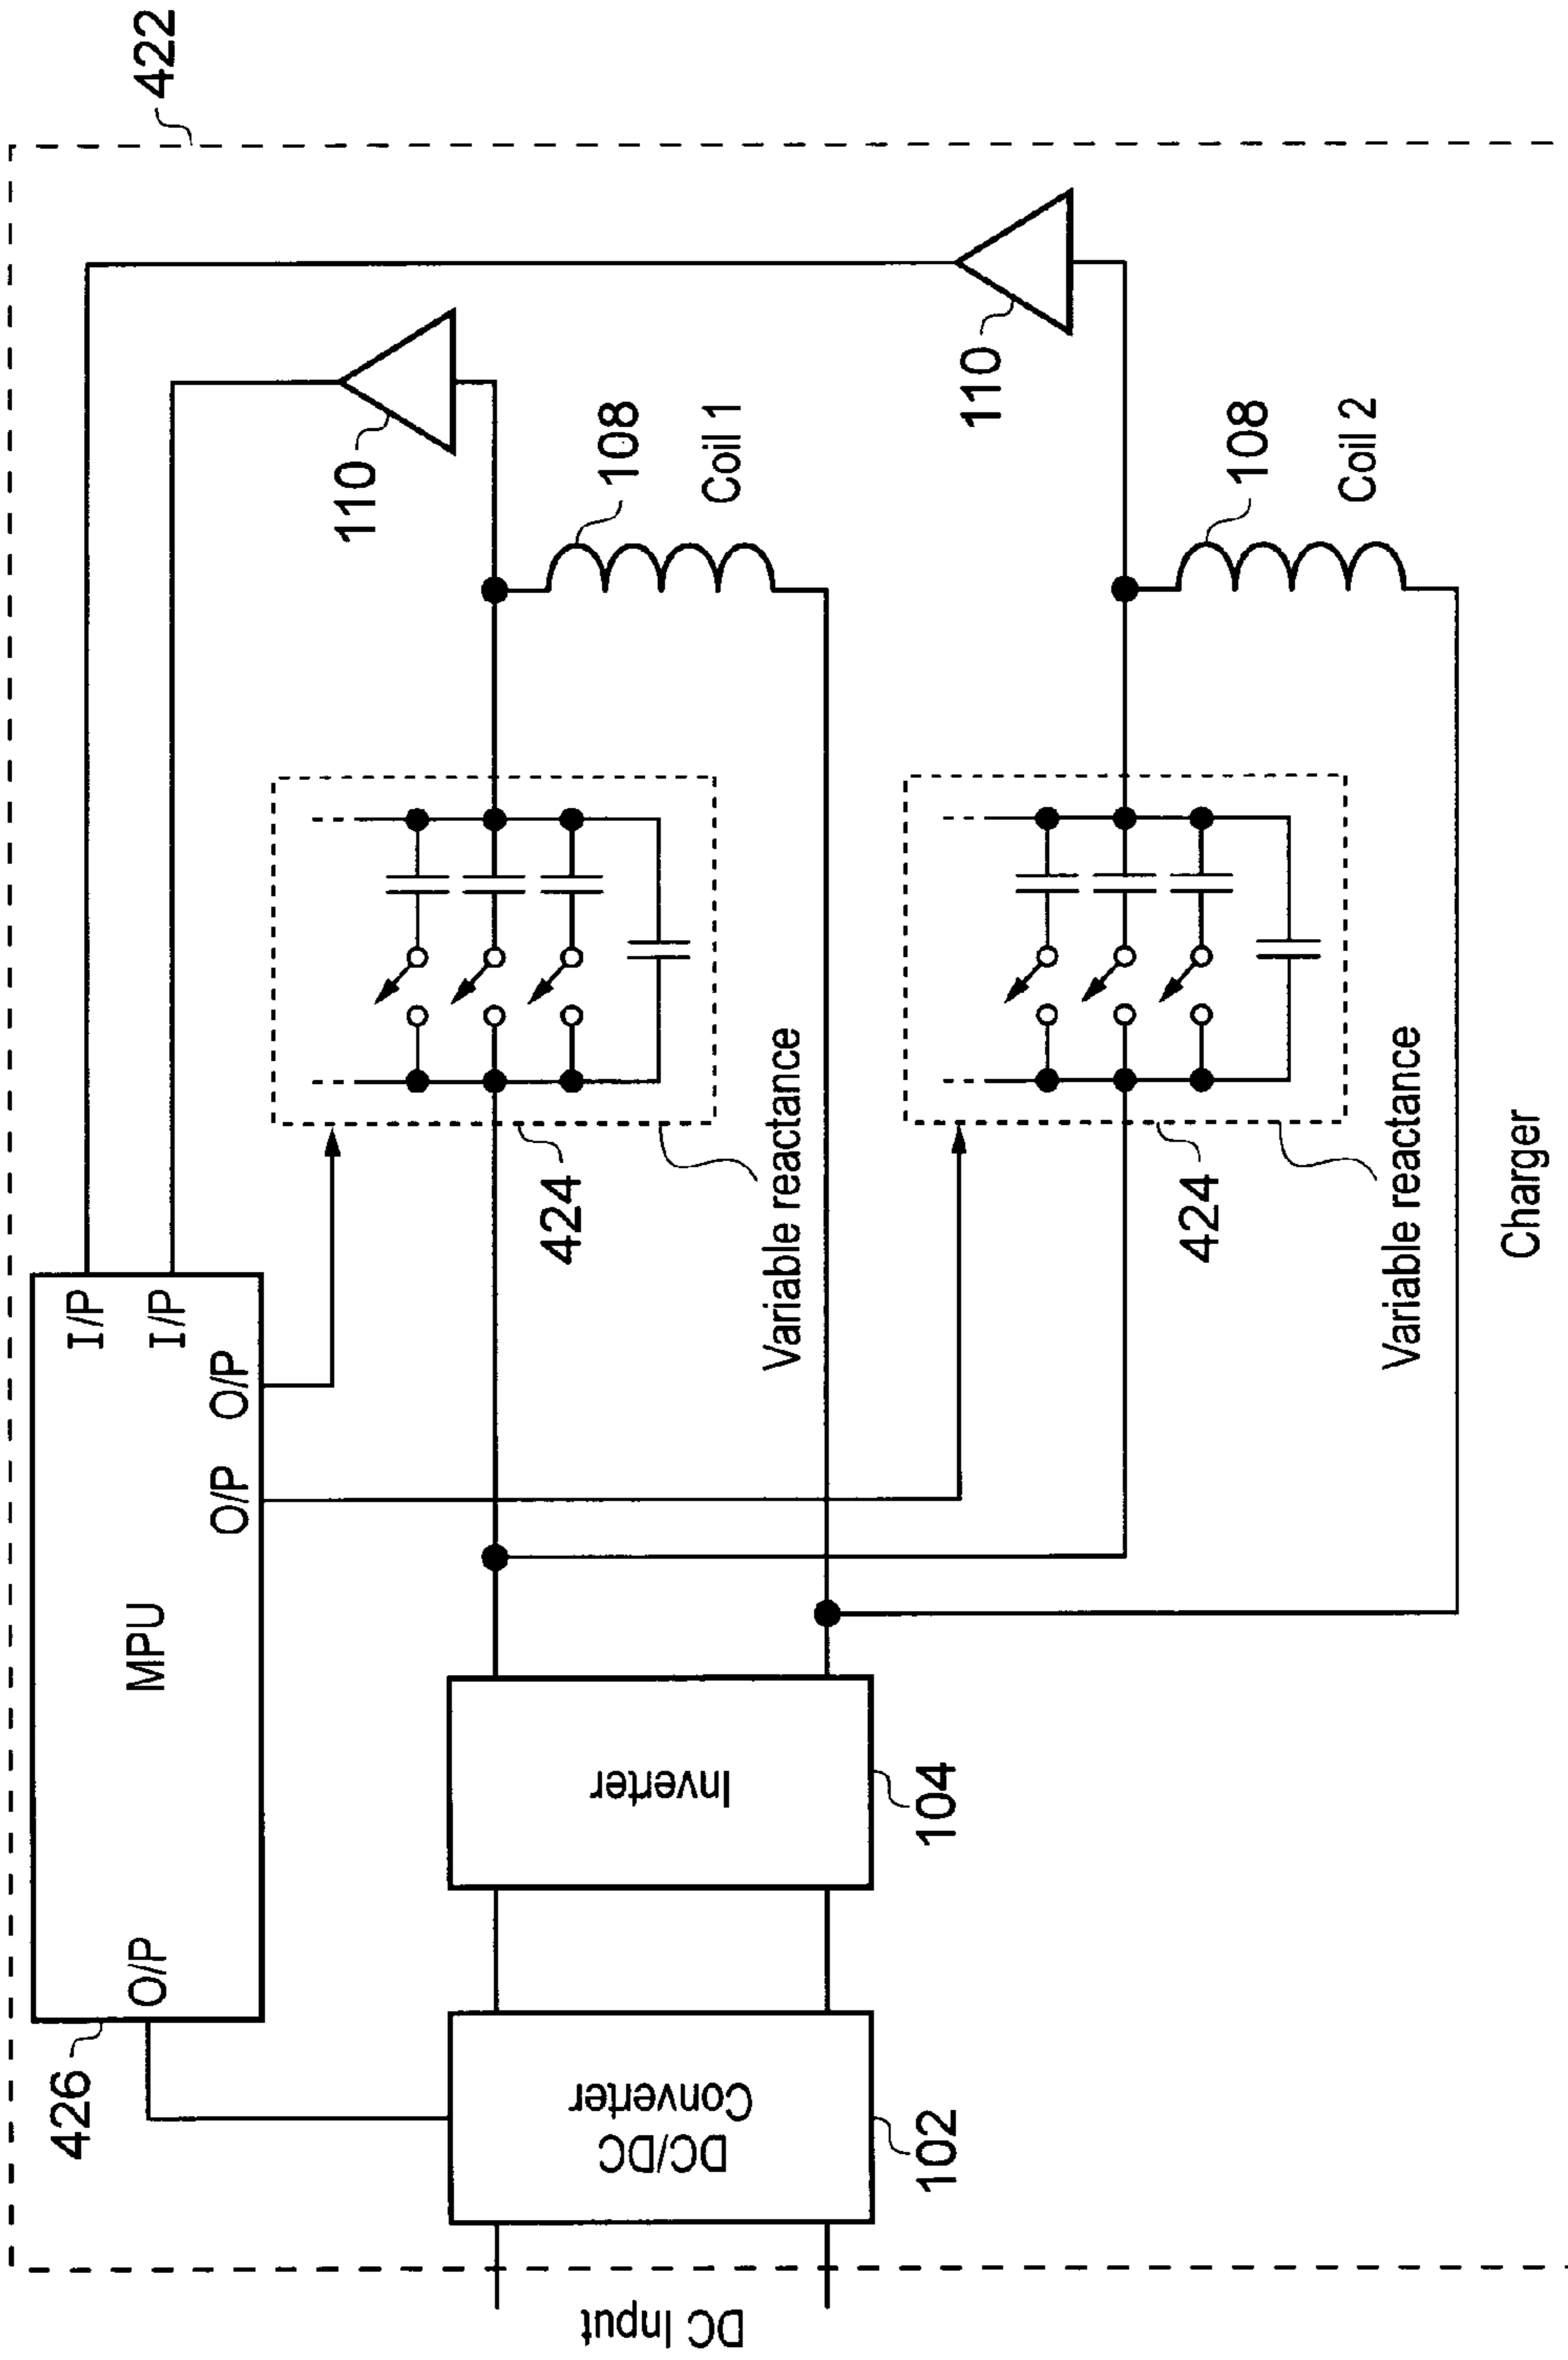 422
426
MPU
O/P
O/P
O/P
I/P
I/P
110
110
108
Coil 1
424
Variable reactance
DC Input
DC/DC
Converter
102
Inverter
104
108
Coil 2
424
Variable reactance
Charger